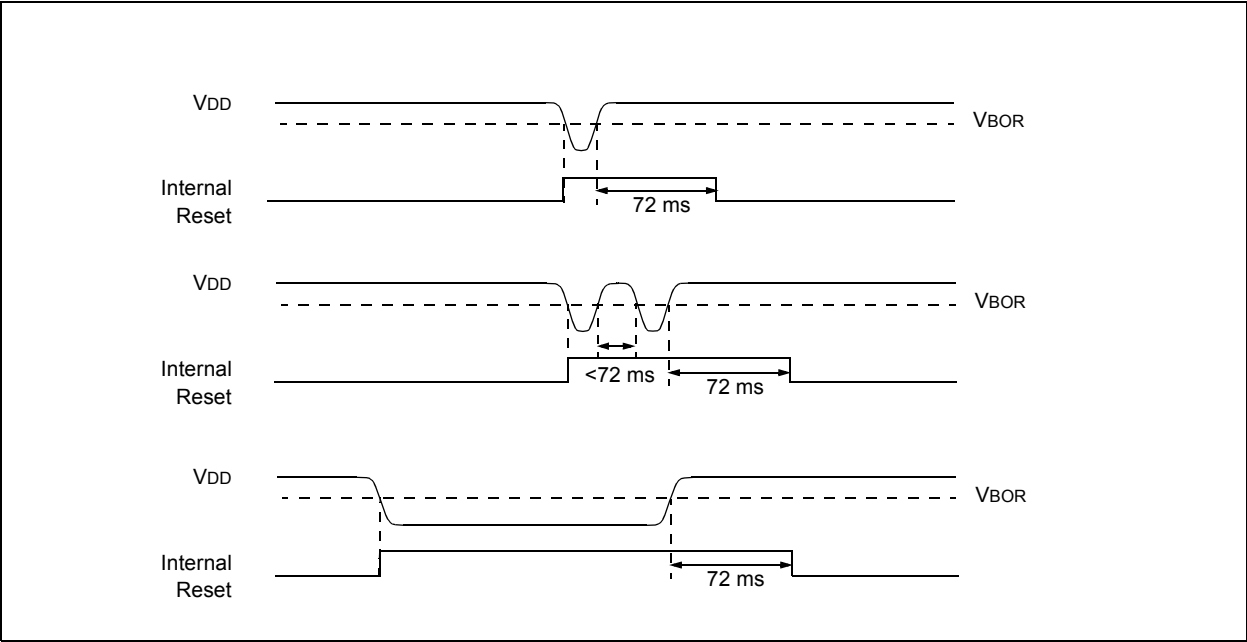 VDD
VBOR
Internal
Reset
72 ms
VDD
VBOR
Internal
Reset
<72 ms
72 ms
VDD
VBOR
Internal
Reset
72 ms